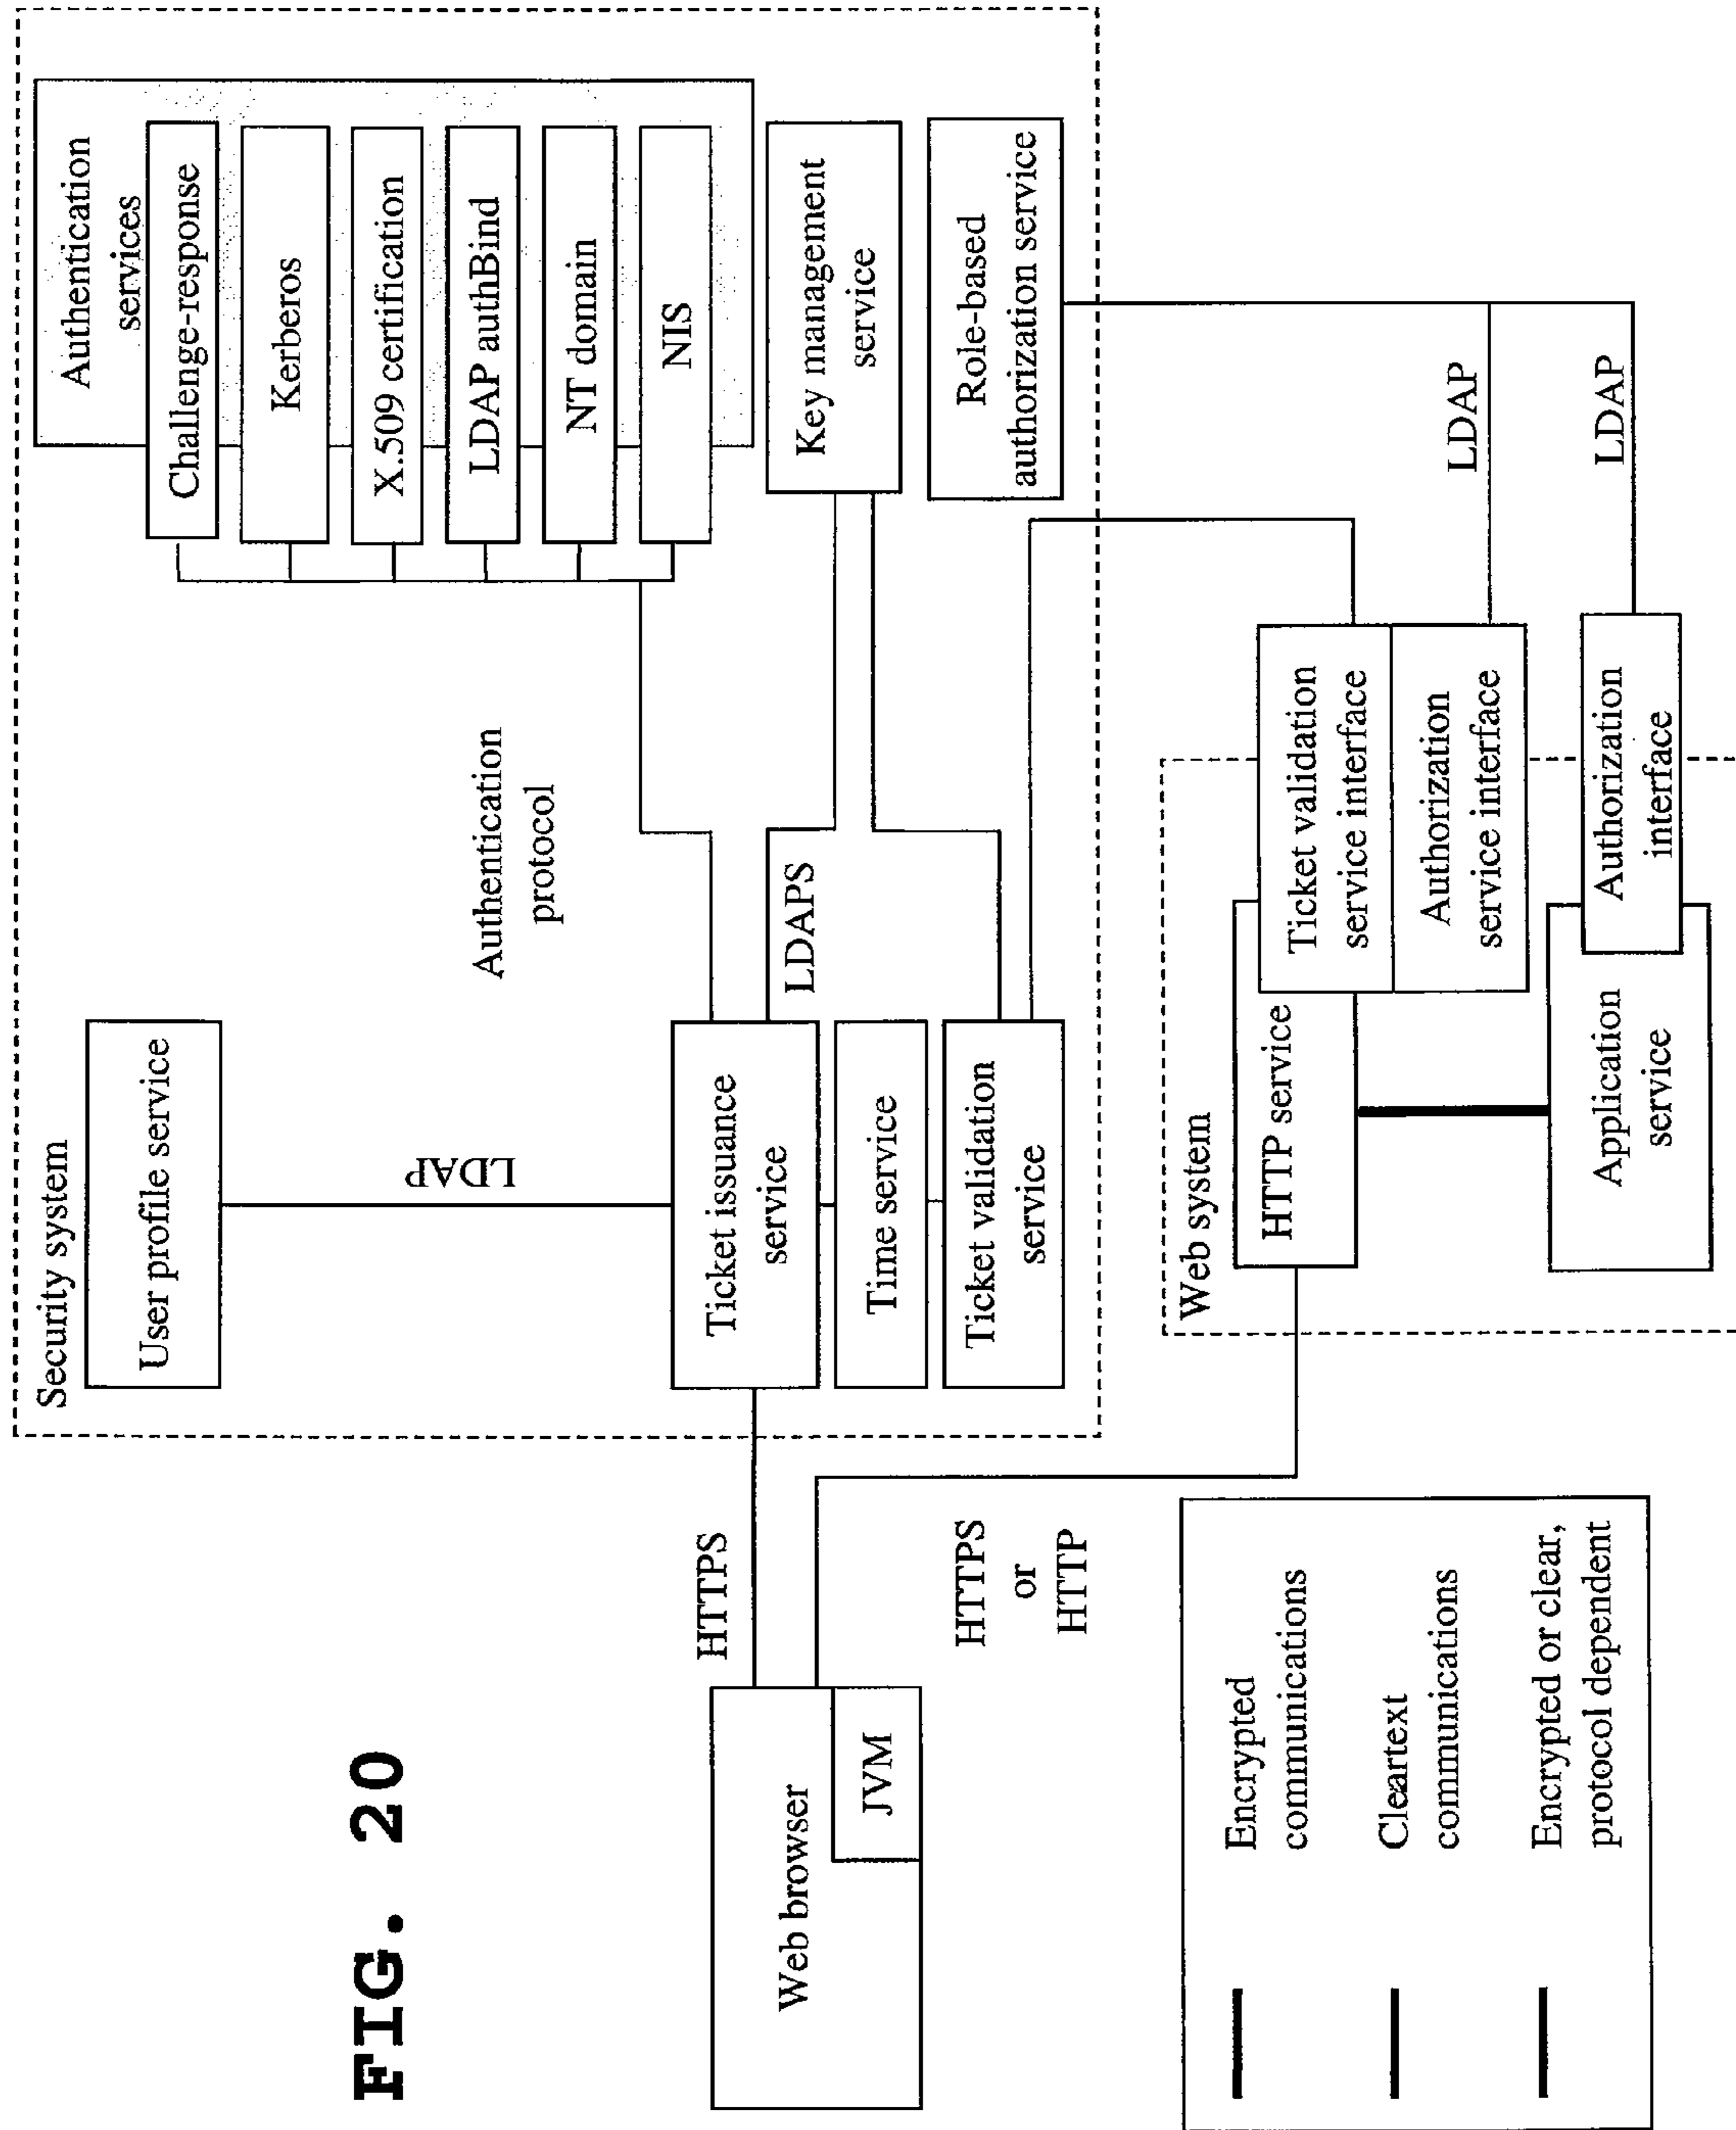 FIG. 20
Security system
User profile service
LDAP
Authentication
services
Challenge-response
Kerberos
X.509 certification
LDAP authBind
NT domain
NIS
Authentication
protocol
HTTPS
Web browser
JVM
Ticket issuance
service
LDAPS
Key management
service
Time service
Ticket validation
service
Role-based
authorization service
HTTPS
or
HTTP
Web system
HTTP service
Ticket validation
service interface
Authorization
service interface
LDAP
Application
service
Authorization
interface
LDAP
Encrypted
communications
Cleartext
communications
Encrypted or clear,
protocol dependent